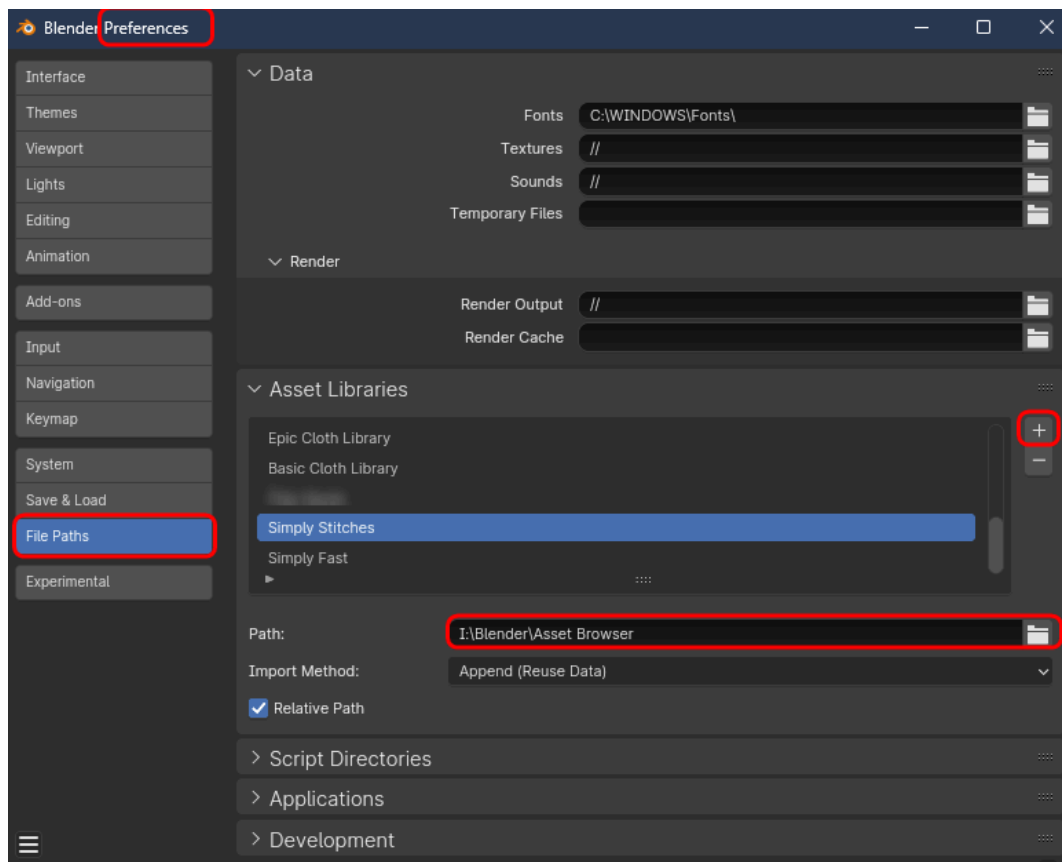 Blender Preferences
Interface
Themes
Viewport
Lights
Editing
Animation
Add-ons
Input
Navigation
Keymap
System
Save & Load
File Paths
Experimental
Data
Fonts C:\WINDOWS\Fonts\
Textures //
Sounds //
Temporary Files
Render
Render Output //
Render Cache
Asset Libraries
Epic Cloth Library
Basic Cloth Library
Simply Stitches
Simply Fast
Path: I:\Blender\Asset Browser
Import Method: Append (Reuse Data)
Relative Path
Script Directories
Applications
Development